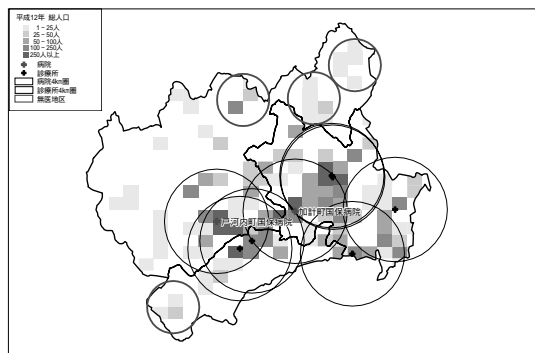 平成12年 総人口
1－25人
25－50人
50－100人
100－250人
250人以上
病院
診療所
病院4km圏
診療所4km圏
無医地区
加計町国保病院
戸河内町国保病院